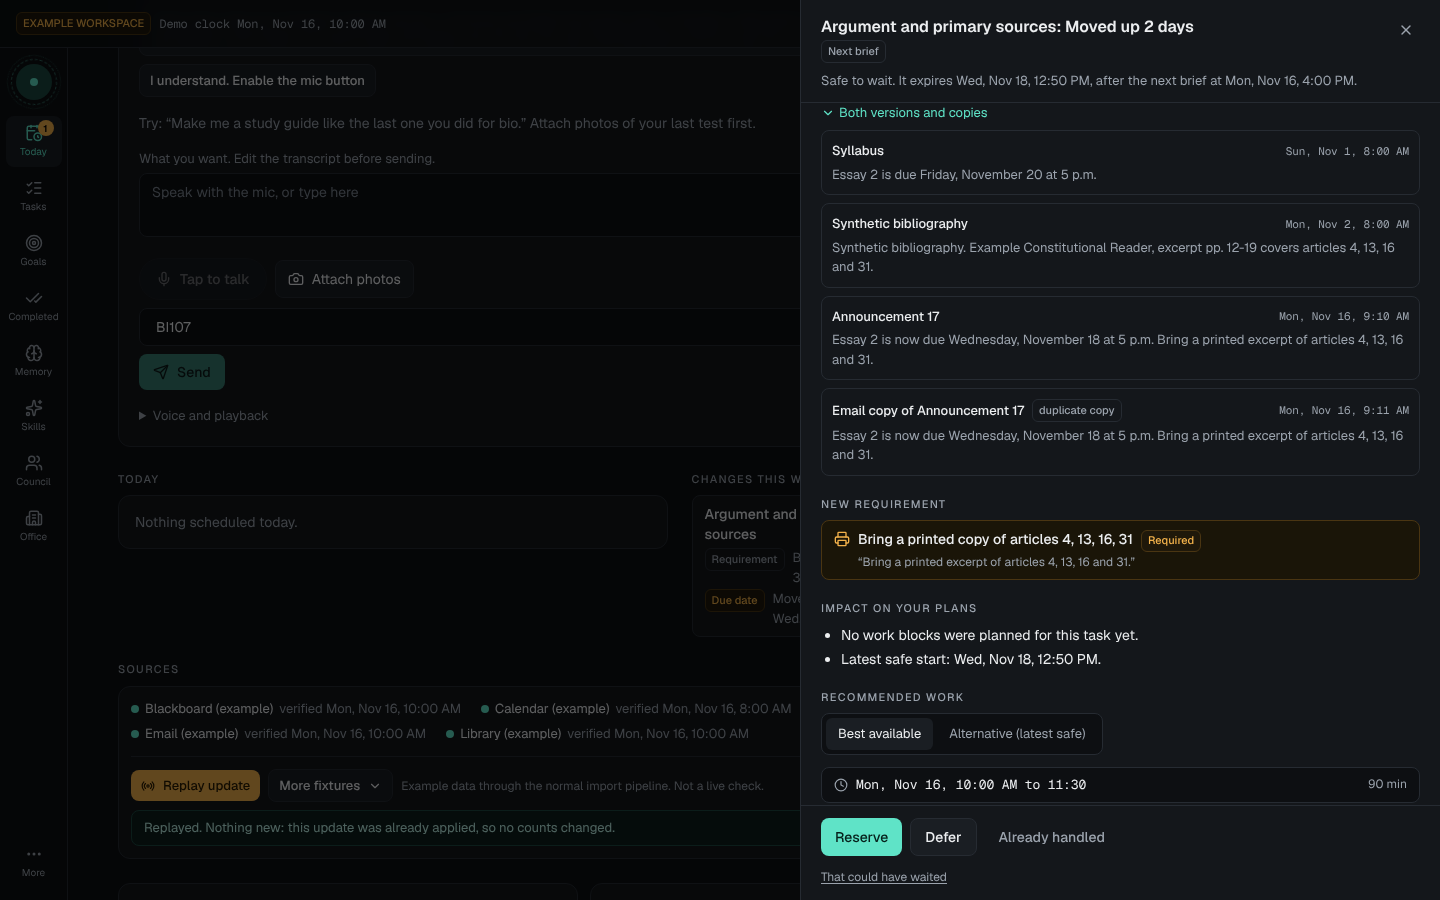 EXAMPLE WORKSPACE Demo clock Mon, Nov 16, 10:00 AM
1
Today
Tasks
Goals
Completed
Memory
Skills
Council
Office
More
I understand. Enable the mic button
Try: “Make me a study guide like the last one you did for bio.” Attach photos of your last test first.
What you want. Edit the transcript before sending.
Speak with the mic, or type here
Tap to talk
Attach photos
BI107
Send
Voice and playback
TODAY
Nothing scheduled today.
CHANGES THIS W
Argument and
sources
Requirement B
3
Due date Move
Wed
SOURCES
Blackboard (example) verified Mon, Nov 16, 10:00 AM Calendar (example) verified Mon, Nov 16, 8:00 AM
Email (example) verified Mon, Nov 16, 10:00 AM Library (example) verified Mon, Nov 16, 10:00 AM
Replay update More fixtures Example data through the normal import pipeline. Not a live check.
Replayed. Nothing new: this update was already applied, so no counts changed.
Argument and primary sources: Moved up 2 days
Next brief
Safe to wait. It expires Wed, Nov 18, 12:50 PM, after the next brief at Mon, Nov 16, 4:00 PM.
Both versions and copies
Syllabus Sun, Nov 1, 8:00 AM
Essay 2 is due Friday, November 20 at 5 p.m.
Synthetic bibliography Mon, Nov 2, 8:00 AM
Synthetic bibliography. Example Constitutional Reader, excerpt pp. 12-19 covers articles 4, 13, 16
and 31.
Announcement 17 Mon, Nov 16, 9:10 AM
Essay 2 is now due Wednesday, November 18 at 5 p.m. Bring a printed excerpt of articles 4, 13, 16
and 31.
Email copy of Announcement 17 duplicate copy Mon, Nov 16, 9:11 AM
Essay 2 is now due Wednesday, November 18 at 5 p.m. Bring a printed excerpt of articles 4, 13, 16
and 31.
NEW REQUIREMENT
Bring a printed copy of articles 4, 13, 16, 31 Required
“Bring a printed excerpt of articles 4, 13, 16 and 31.”
IMPACT ON YOUR PLANS
No work blocks were planned for this task yet.
Latest safe start: Wed, Nov 18, 12:50 PM.
RECOMMENDED WORK
Best available Alternative (latest safe)
Mon, Nov 16, 10:00 AM to 11:30 90 min
Reserve Defer Already handled
That could have waited